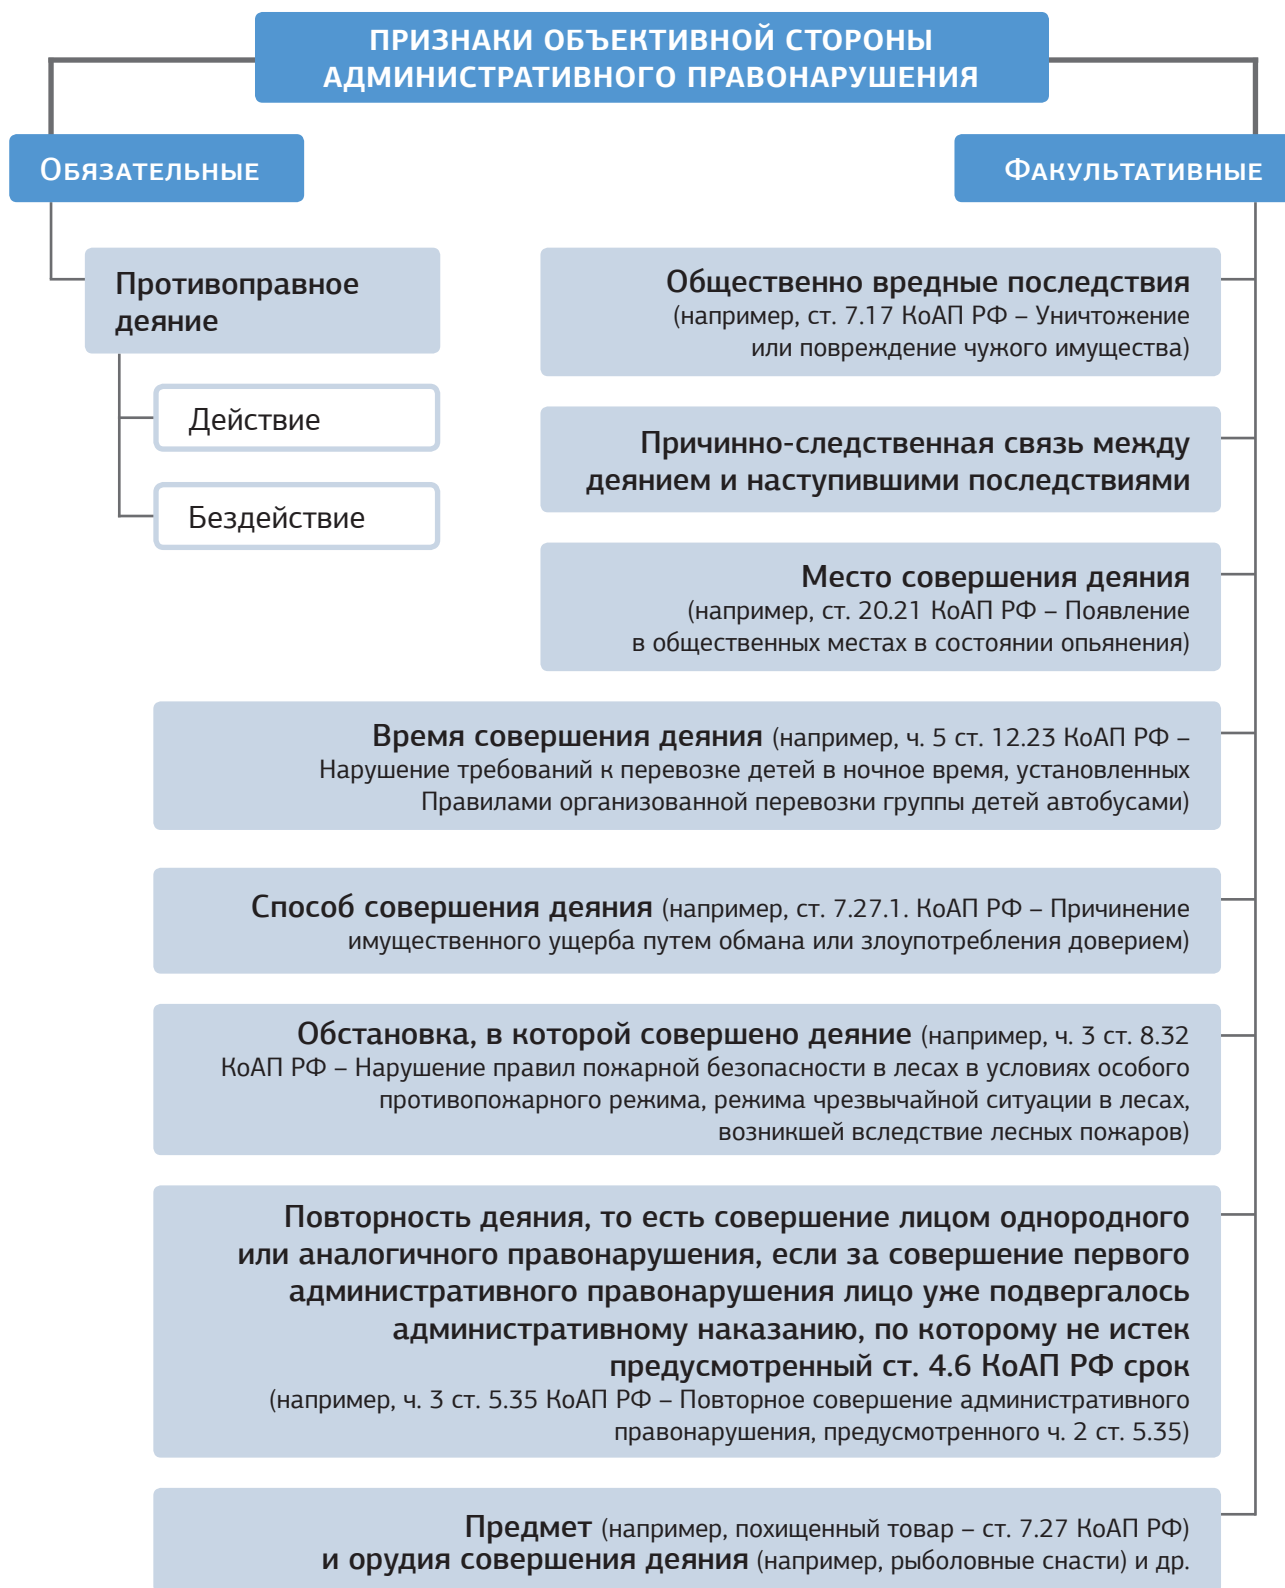 ПРИЗНАКИ ОБЪЕКТИВНОЙ СТОРОНЫ
АДМИНИСТРАТИВНОГО ПРАВОНАРУШЕНИЯ
Обязательные
Противоправное
деяние
Действие
Бездействие
Факультативные
Общественно вредные последствия
(например, ст. 7.17 КоАП РФ – Уничтожение
или повреждение чужого имущества)
Причинно-следственная связь между
деянием и наступившими последствиями
Место совершения деяния
(например, ст. 20.21 КоАП РФ – Появление
в общественных местах в состоянии опьянения)
Время совершения деяния (например, ч. 5 ст. 12.23 КоАП РФ –
Нарушение требований к перевозке детей в ночное время, установленных
Правилами организованной перевозки группы детей автобусами)
Способ совершения деяния (например, ст. 7.27.1. КоАП РФ – Причинение
имущественного ущерба путем обмана или злоупотребления доверием)
Обстановка, в которой совершено деяние (например, ч. 3 ст. 8.32
КоАП РФ – Нарушение правил пожарной безопасности в лесах в условиях особого
противопожарного режима, режима чрезвычайной ситуации в лесах,
возникшей вследствие лесных пожаров)
Повторность деяния, то есть совершение лицом однородного
или аналогичного правонарушения, если за совершение первого
административного правонарушения лицо уже подвергалось
административному наказанию, по которому не истек
предусмотренный ст. 4.6 КоАП РФ срок
(например, ч. 3 ст. 5.35 КоАП РФ – Повторное совершение административного
правонарушения, предусмотренного ч. 2 ст. 5.35)
Предмет (например, похищенный товар – ст. 7.27 КоАП РФ)
и орудия совершения деяния (например, рыболовные снасти) и др.